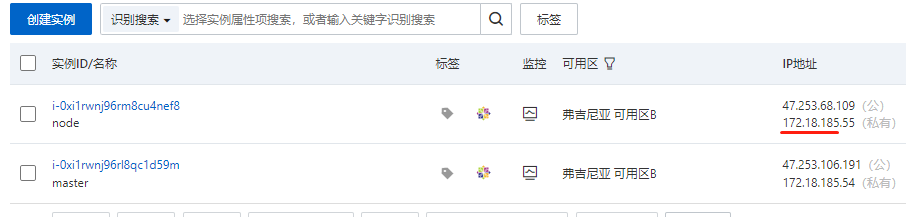 创建实例 识别搜索 选择实例属性项搜索，或者输入关键字识别搜索 标签
实例ID/名称 标签 监控 可用区 IP地址
i-0xi1rwnj96rm8cu4nef8 47.253.68.109 (公)
node 弗吉尼亚 可用区B 172.18.185.55 (私有)
i-0xi1rwnj96rl8qc1d59m 47.253.106.191 (公)
master 弗吉尼亚 可用区B 172.18.185.54 (私有)